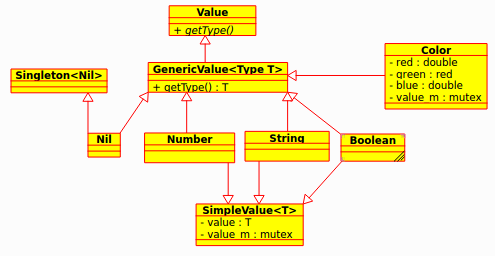 Value
+ getType()
GenericValue<Type T>
+ getType() : T
Color
- red : double
- green : red
- blue : double
- value_m : mutex
Singleton<Nil>
Nil
Number
String
Boolean
SimpleValue<T>
- value : T
- value_m : mutex